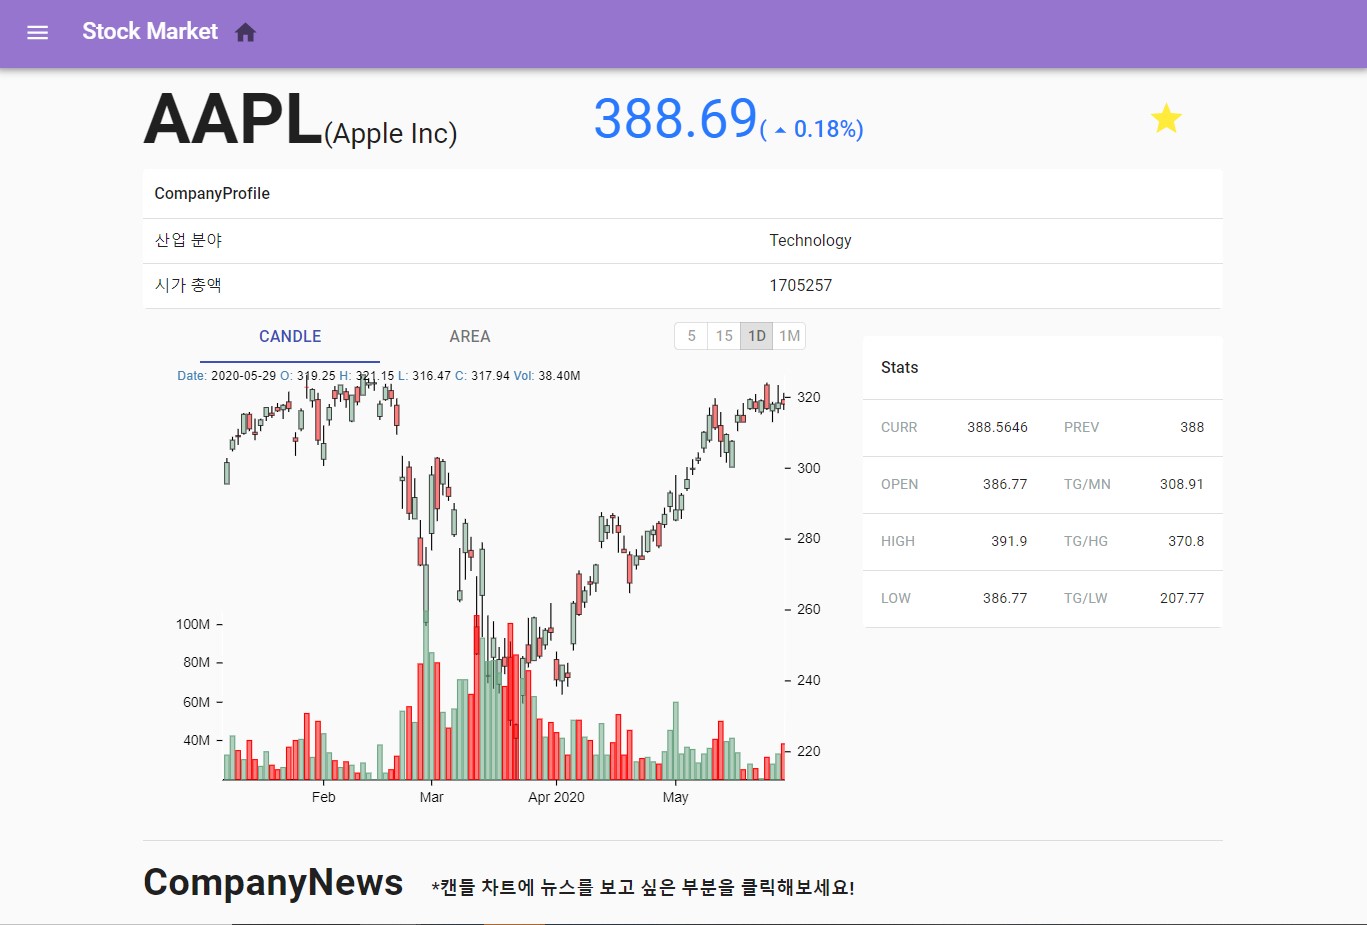 Stock Market
AAPL(Apple Inc) 388.69( 0.18%)
CompanyProfile
산업 분야 Technology
시가 총액 1705257
CANDLE AREA 5 15 1D 1M
Date: 2020-05-29 O: 319.25 H: 321.15 L: 316.47 C: 317.94 Vol: 38.40M
320
300
280
260
240
220
100M
80M
60M
40M
Feb Mar Apr 2020 May
Stats
CURR 388.5646 PREV 388
OPEN 386.77 TG/MN 308.91
HIGH 391.9 TG/HG 370.8
LOW 386.77 TG/LW 207.77
CompanyNews *캔들 차트에 뉴스를 보고 싶은 부분을 클릭해보세요!